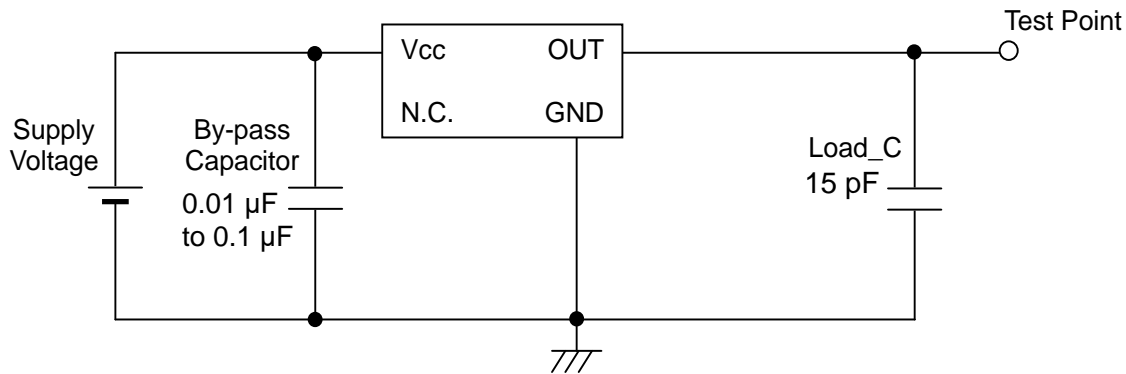 Test Point
Vcc OUT
N.C. GND
Supply
Voltage
By-pass
Capacitor
0.01 µF
to 0.1 µF
Load_C
15 pF